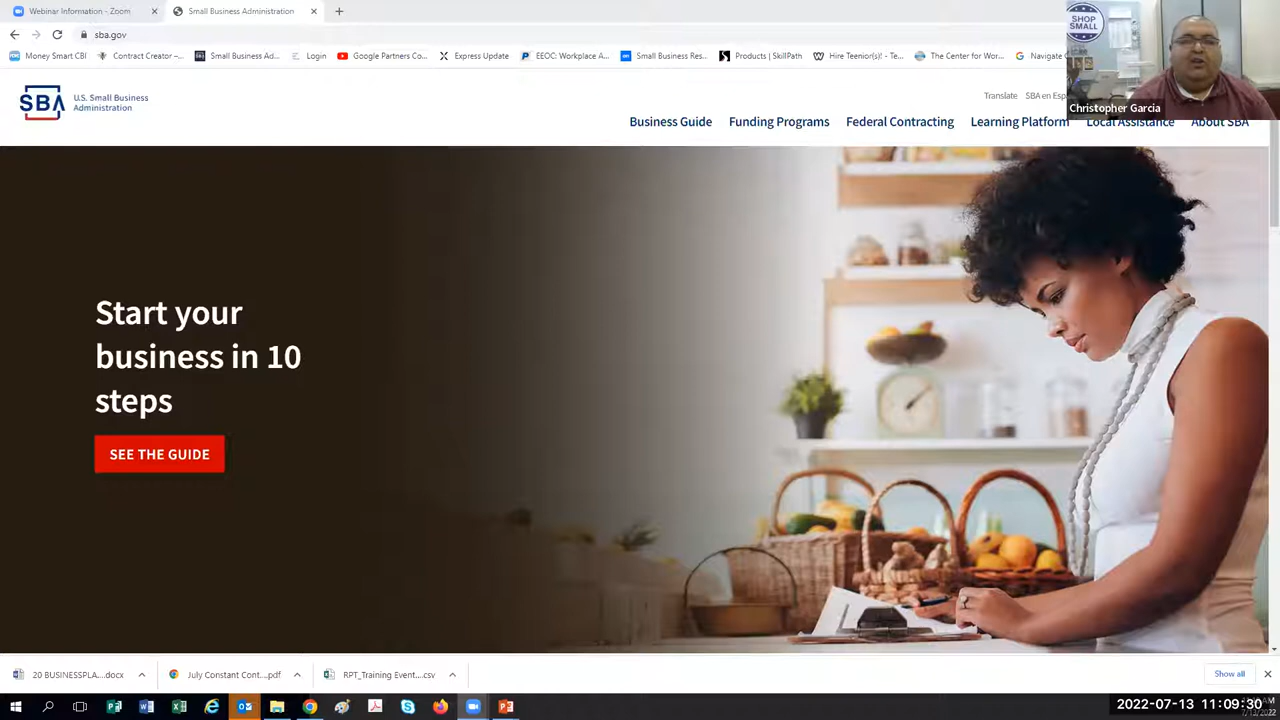 Webinar Information - Zoom
Small Business Administration
sba.gov
Money Smart CBI
Contract Creator –...
Small Business Ad...
Login
Google Partners Co...
Express Update
EEOC: Workplace A...
Small Business Res...
Products | SkillPath
Hire Teenior(s)! - Te...
The Center for Wor...
Navigate
SHOP
SMALL
Christopher Garcia
SBA
U.S. Small Business
Administration
Translate
SBA en Esp
Business Guide
Funding Programs
Federal Contracting
Learning Platform
Local Assistance
About SBA
Start your
business in 10
steps
SEE THE GUIDE
20 BUSINESSPLA....docx
July Constant Cont....pdf
RPT_Training Event....csv
Show all
2022-07-13 11:09:30